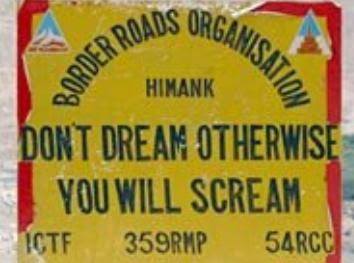 BORDER ROADS ORGANISATION
HIMANK
DON'T DREAM OTHERWISE
YOU WILL SCREAM
ICTF 359RMP 54RCC